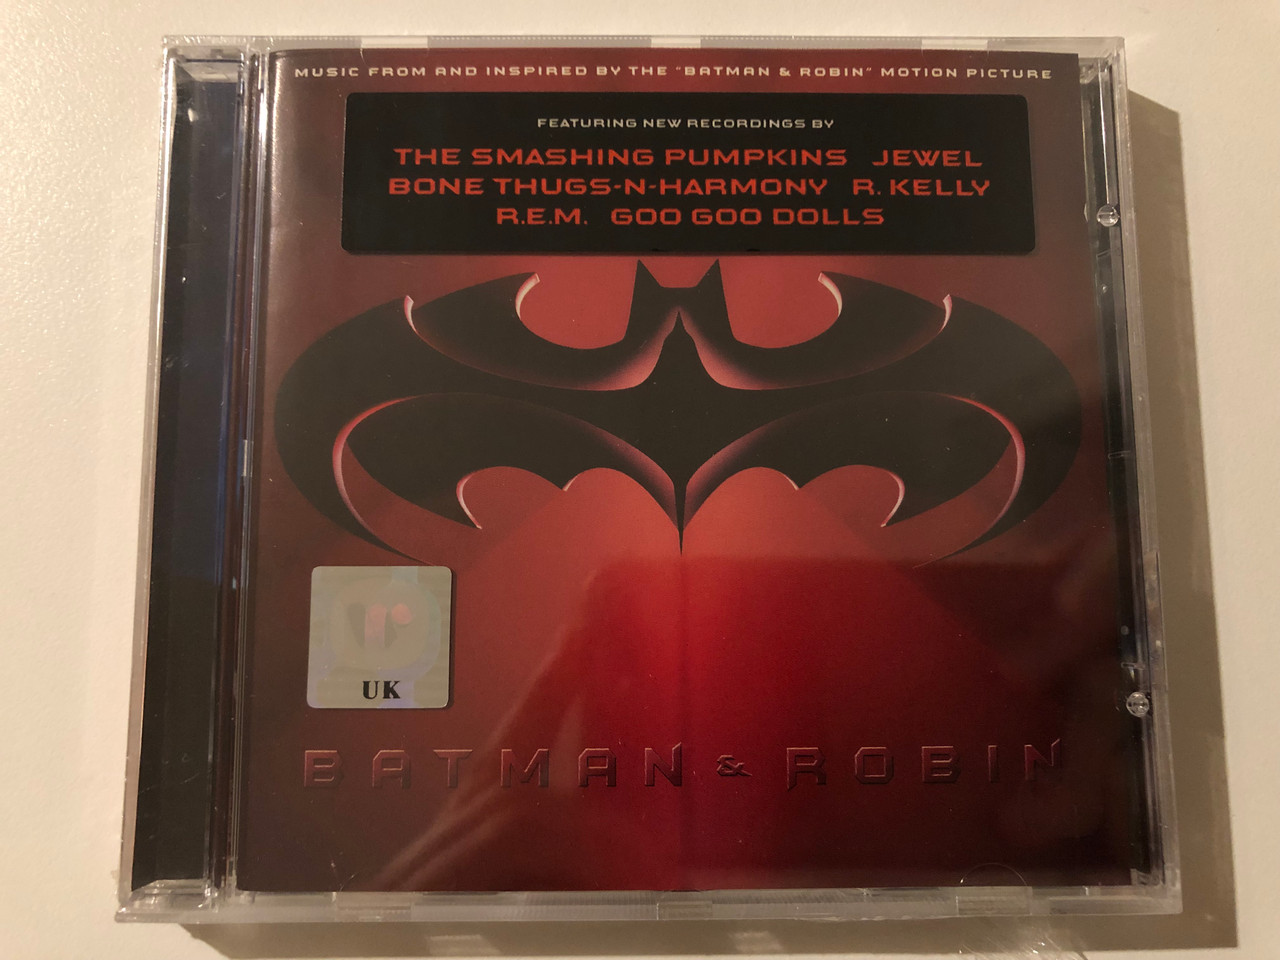 MUSIC FROM AND INSPIRED BY THE "BATMAN & ROBIN" MOTION PICTURE
FEATURING NEW RECORDINGS BY
THE SMASHING PUMPKINS JEWEL
BONE THUGS-N-HARMONY R. KELLY
R.E.M. GOO GOO DOLLS
r
UK
BATMAN & ROBIN